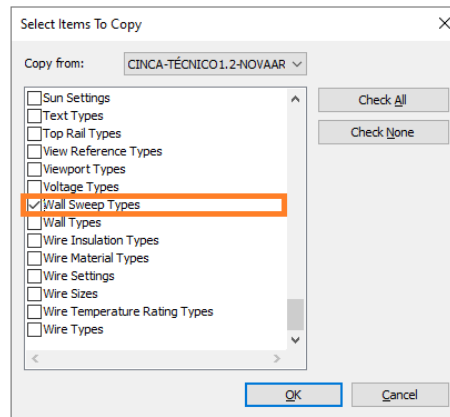 Select Items To Copy
Copy from:
CINCA-TÉCNICO1.2-NOVAAR
Sun Settings
Text Types
Top Rail Types
View Reference Types
Viewport Types
Voltage Types
Wall Sweep Types
Wall Types
Wire Insulation Types
Wire Material Types
Wire Settings
Wire Sizes
Wire Temperature Rating Types
Wire Types
Check All
Check None
OK
Cancel